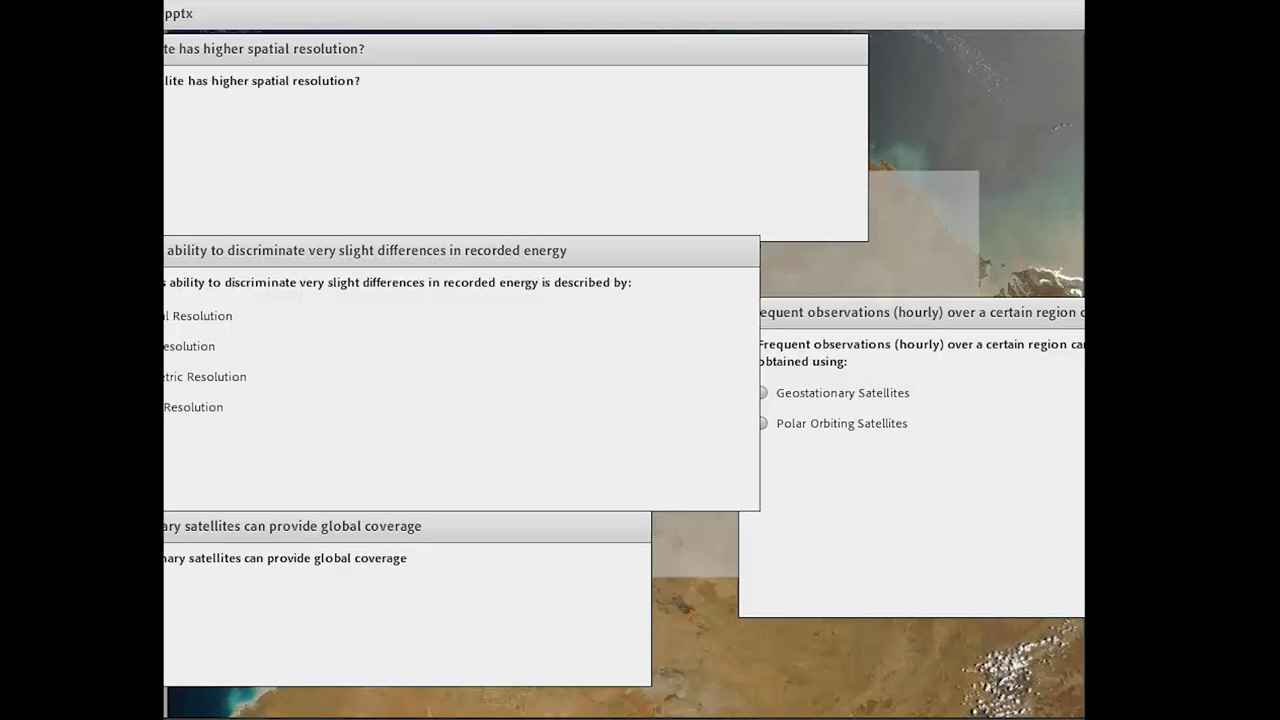 pptx
te has higher spatial resolution?
lite has higher spatial resolution?
ability to discriminate very slight differences in recorded energy
s ability to discriminate very slight differences in recorded energy is described by:
al Resolution
esolution
etric Resolution
Resolution
equent observations (hourly) over a certain region c
Frequent observations (hourly) over a certain region ca
obtained using:
Geostationary Satellites
Polar Orbiting Satellites
ary satellites can provide global coverage
nary satellites can provide global coverage